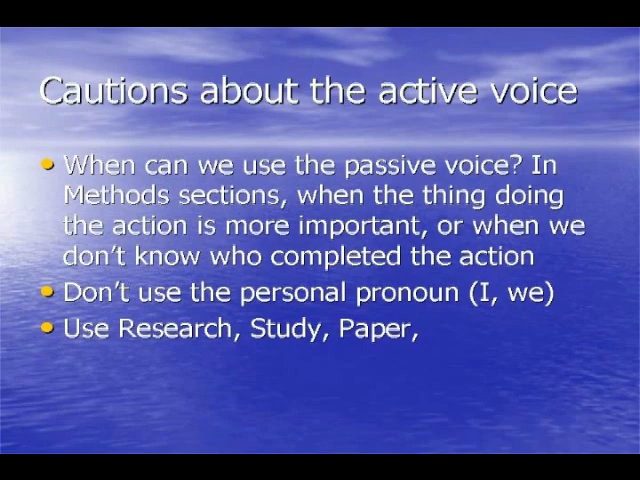 Cautions about the active voice
• When can we use the passive voice? In
Methods sections, when the thing doing
the action is more important, or when we
don't know who completed the action
• Don't use the personal pronoun (I, we)
• Use Research, Study, Paper,